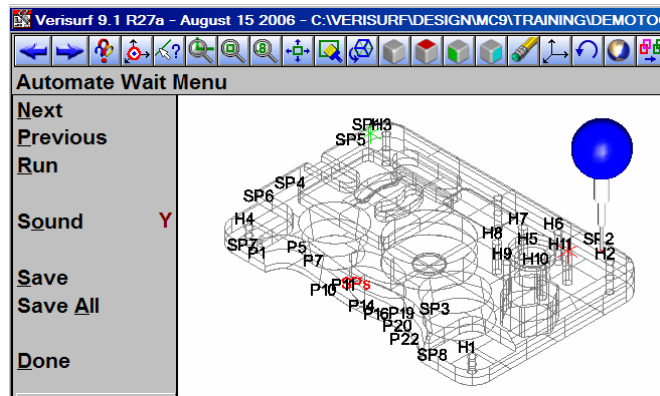 Verisurf 9.1 R27a - August 15 2006 - C:\VERISURF\DESIGN\MC9\TRAINING\DEMOTOO
Automate Wait Menu
Next
Previous
Run
Sound Y
Save
Save All
Done
SP5
SP4
SP6
H4
SP7 P1
P5
P7
P10
SPs
P14
P16 P19
P20
P22
SP3
SP8
H1
H7
H6
H8
H5
H11
SP2
H9
H10
H2